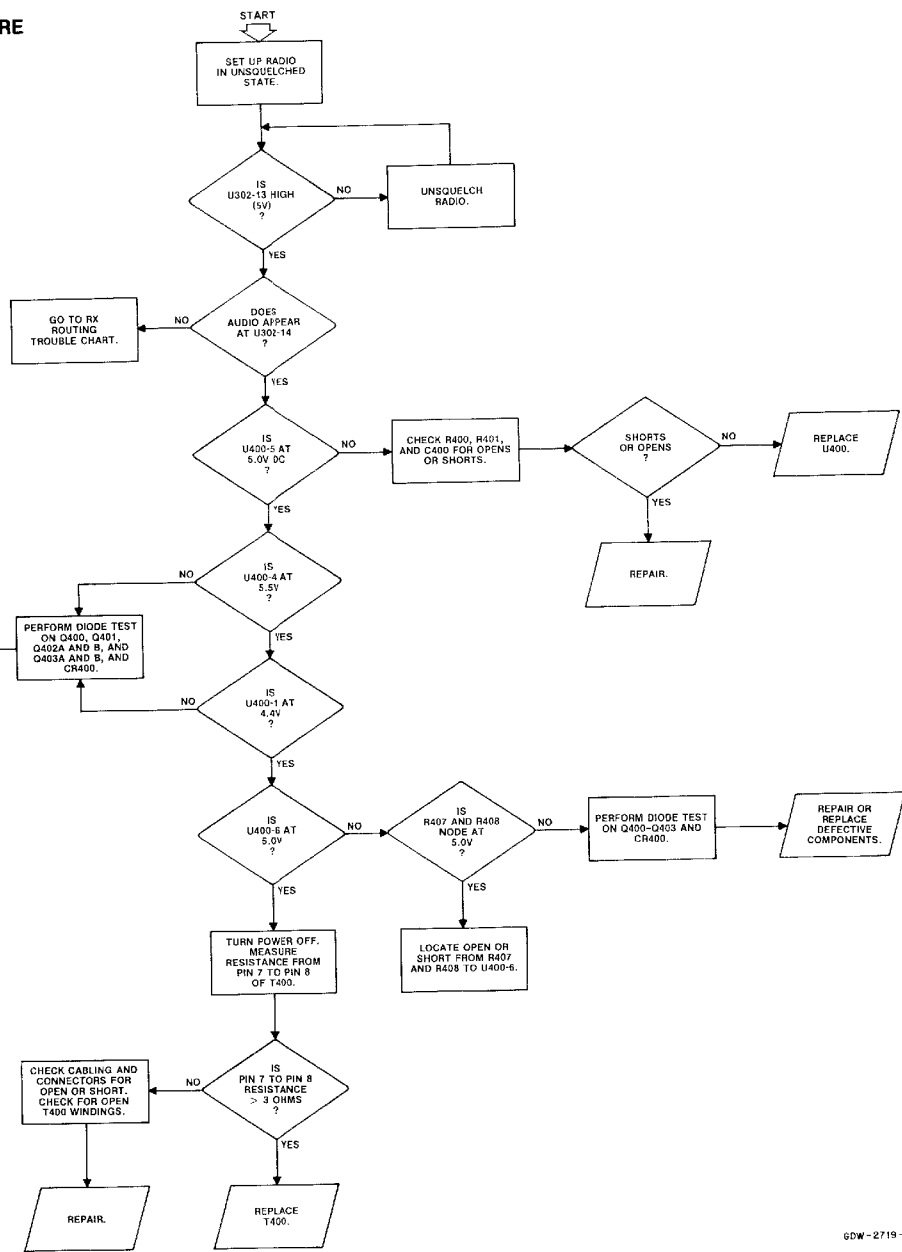 RE
START
SET UP RADIO
IN UNSQUELCHED
STATE.
IS
U302-13 HIGH
(5V)
?
NO
UNSQUELCH
RADIO.
YES
DOES
AUDIO APPEAR
AT U302-14
?
NO
GO TO RX
ROUTING
TROUBLE CHART.
YES
IS
U400-5 AT
5.0V DC
?
NO
CHECK R400, R401,
AND C400 FOR OPENS
OR SHORTS.
SHORTS
OR OPENS
?
NO
REPLACE
U400.
YES
REPAIR.
YES
IS
U400-4 AT
5.5V
?
NO
PERFORM DIODE TEST
ON Q400, Q401,
Q402A AND B, AND
Q403A AND B, AND
CR400.
YES
IS
U400-1 AT
4.4V
?
NO
YES
IS
U400-6 AT
5.0V
?
NO
IS
R407 AND R408
NODE AT
5.0V
?
NO
PERFORM DIODE TEST
ON Q400-Q403 AND
CR400.
REPAIR OR
REPLACE
DEFECTIVE
COMPONENTS.
YES
LOCATE OPEN OR
SHORT FROM R407
AND R408 TO U400-6.
YES
TURN POWER OFF.
MEASURE
RESISTANCE FROM
PIN 7 TO PIN 8
OF T400.
IS
PIN 7 TO PIN 8
RESISTANCE
> 3 OHMS
?
NO
CHECK CABLING AND
CONNECTORS FOR
OPEN OR SHORT.
CHECK FOR OPEN
T400 WINDINGS.
REPAIR.
YES
REPLACE
T400.
GDW-2719-